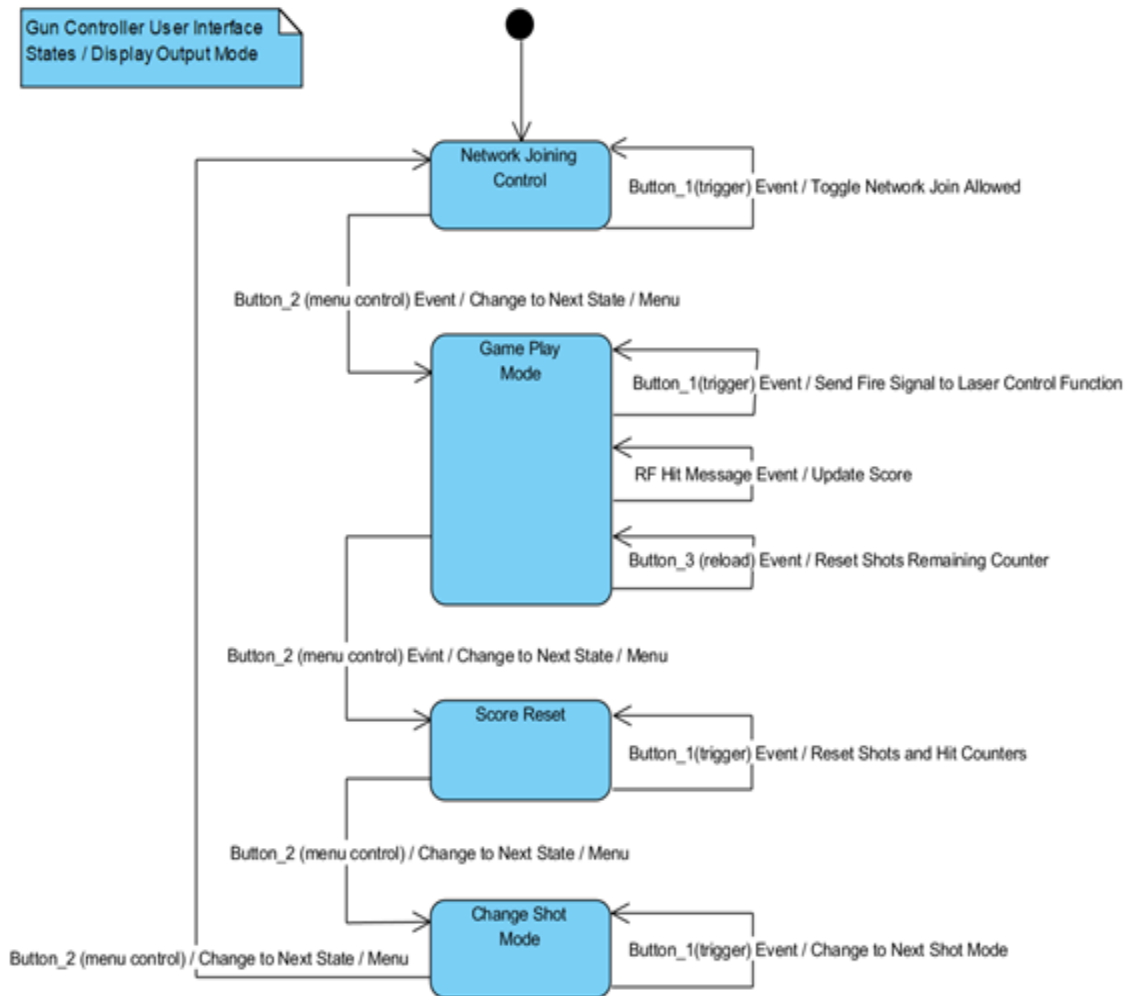 Gun Controller User Interface
States / Display Output Mode
Network Joining
Control
Button_1(trigger) Event / Toggle Network Join Allowed
Button_2 (menu control) Event / Change to Next State / Menu
Game Play
Mode
Button_1(trigger) Event / Send Fire Signal to Laser Control Function
RF Hit Message Event / Update Score
Button_3 (reload) Event / Reset Shots Remaining Counter
Button_2 (menu control) Evint / Change to Next State / Menu
Score Reset
Button_1(trigger) Event / Reset Shots and Hit Counters
Button_2 (menu control) / Change to Next State / Menu
Change Shot
Mode
Button_1(trigger) Event / Change to Next Shot Mode
Button_2 (menu control) / Change to Next State / Menu